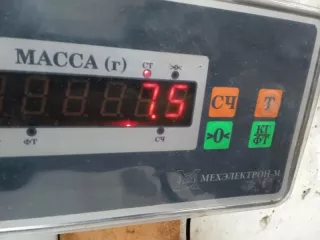 МАССА (г)
СТ
>х<
7.5
СЧ
Т
ФТ
СЧ
>0<
КГ
ФТ
МЕХЭЛЕКТРОН-М